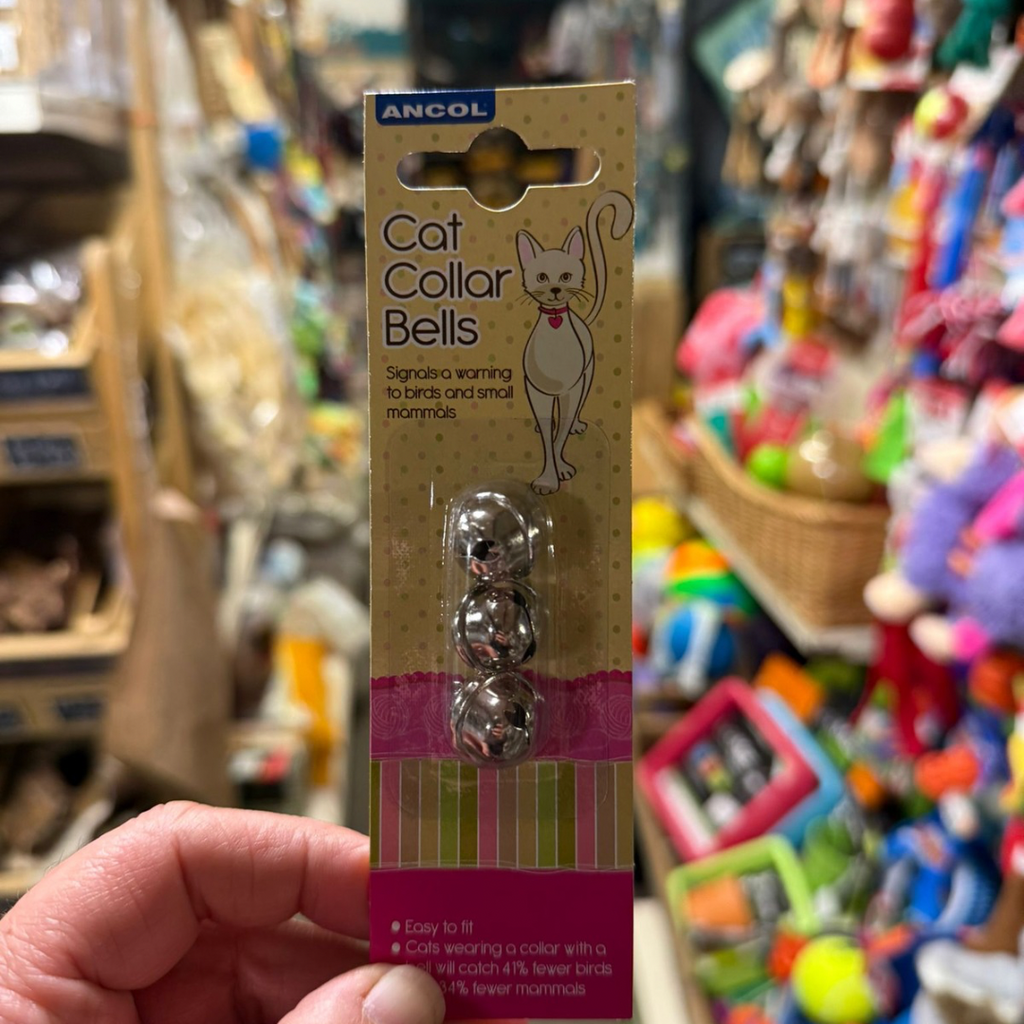 ANCOL
Cat
Collar
Bells
Signals a warning
to birds and small
mammals
Easy to fit
Cats wearing a collar with a
will catch 41% fewer birds
34% fewer mammals